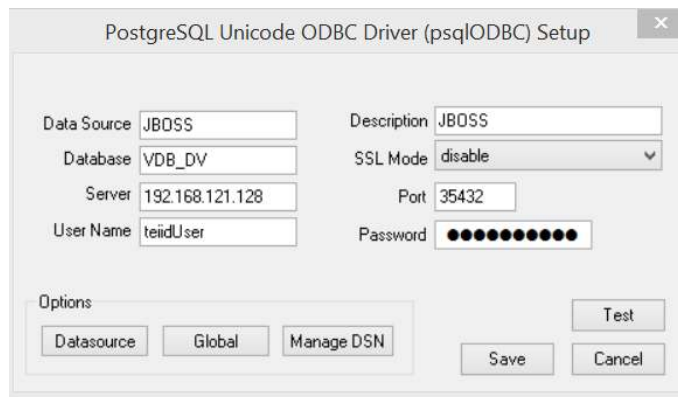 PostgreSQL Unicode ODBC Driver (psqlODBC) Setup
Data Source JBOSS Description JBOSS
Database VDB_DV SSL Mode disable
Server 192.168.121.128 Port 35432
User Name teiidUser Password ●●●●●●●●●●
Options
Datasource Global Manage DSN
Test
Save Cancel